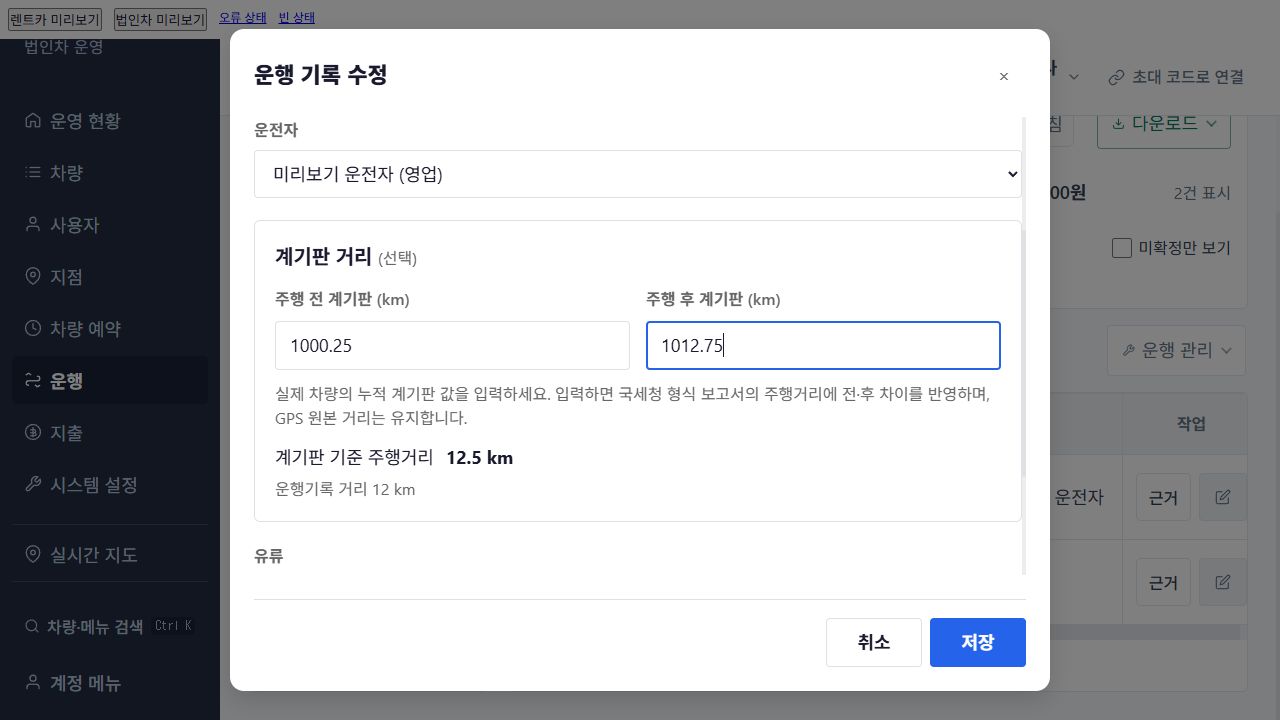 렌트카 미리보기 법인차 미리보기 오류 상태 빈 상태
법인차 운영
운영 현황
차량
사용자
지점
차량 예약
운행
지출
시스템 설정
실시간 지도
차량·메뉴 검색 Ctrl K
계정 메뉴
초대 코드로 연결
다운로드
00원 2건 표시
미확정만 보기
운행 관리
작업
운전자 근거
근거
운행 기록 수정 ×
운전자
미리보기 운전자 (영업)
계기판 거리 (선택)
주행 전 계기판 (km) 주행 후 계기판 (km)
1000.25 1012.75
실제 차량의 누적 계기판 값을 입력하세요. 입력하면 국세청 형식 보고서의 주행거리에 전·후 차이를 반영하며,
GPS 원본 거리는 유지합니다.
계기판 기준 주행거리 12.5 km
운행기록 거리 12 km
유류
취소 저장